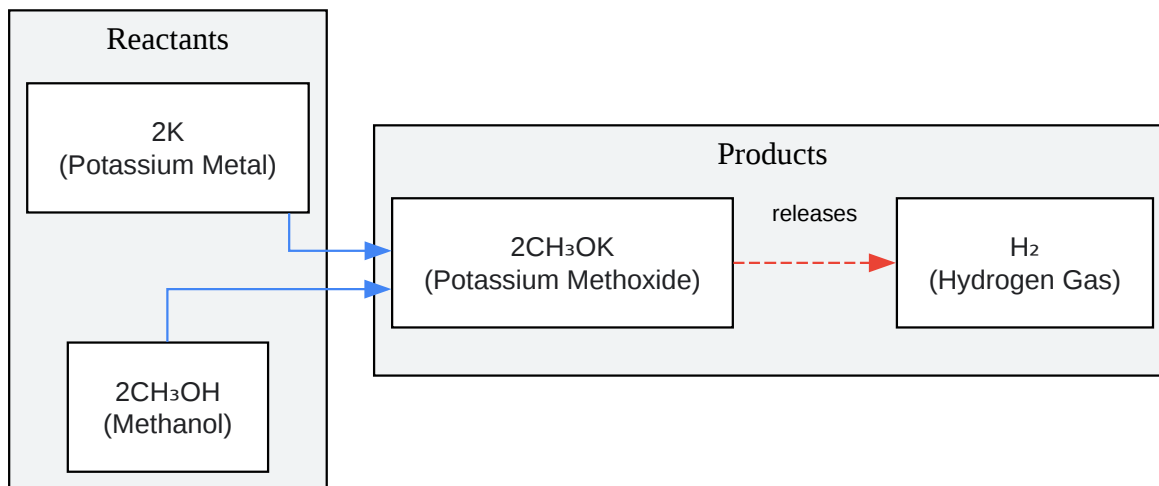 Reactants
2K
(Potassium Metal)
2CH₃OH
(Methanol)
Products
2CH₃OK
(Potassium Methoxide)
releases
H₂
(Hydrogen Gas)